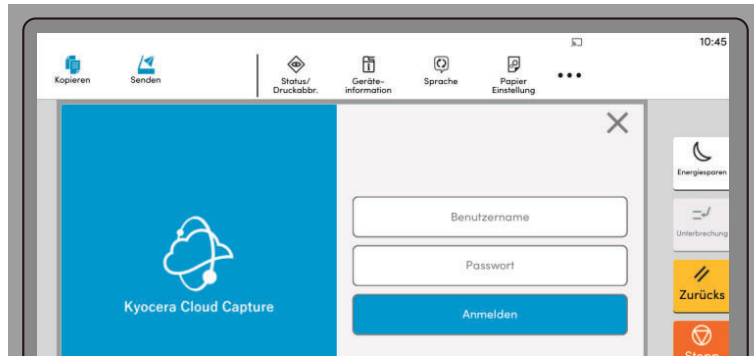 10:45
Kopieren
Senden
Status/
Druckabbr.
Geräte-
information
Sprache
Papier
Einstellung
Energiesparen
Benutzername
Unterbrechung
Passwort
Zurücks
Kyocera Cloud Capture
Anmelden
Stopp